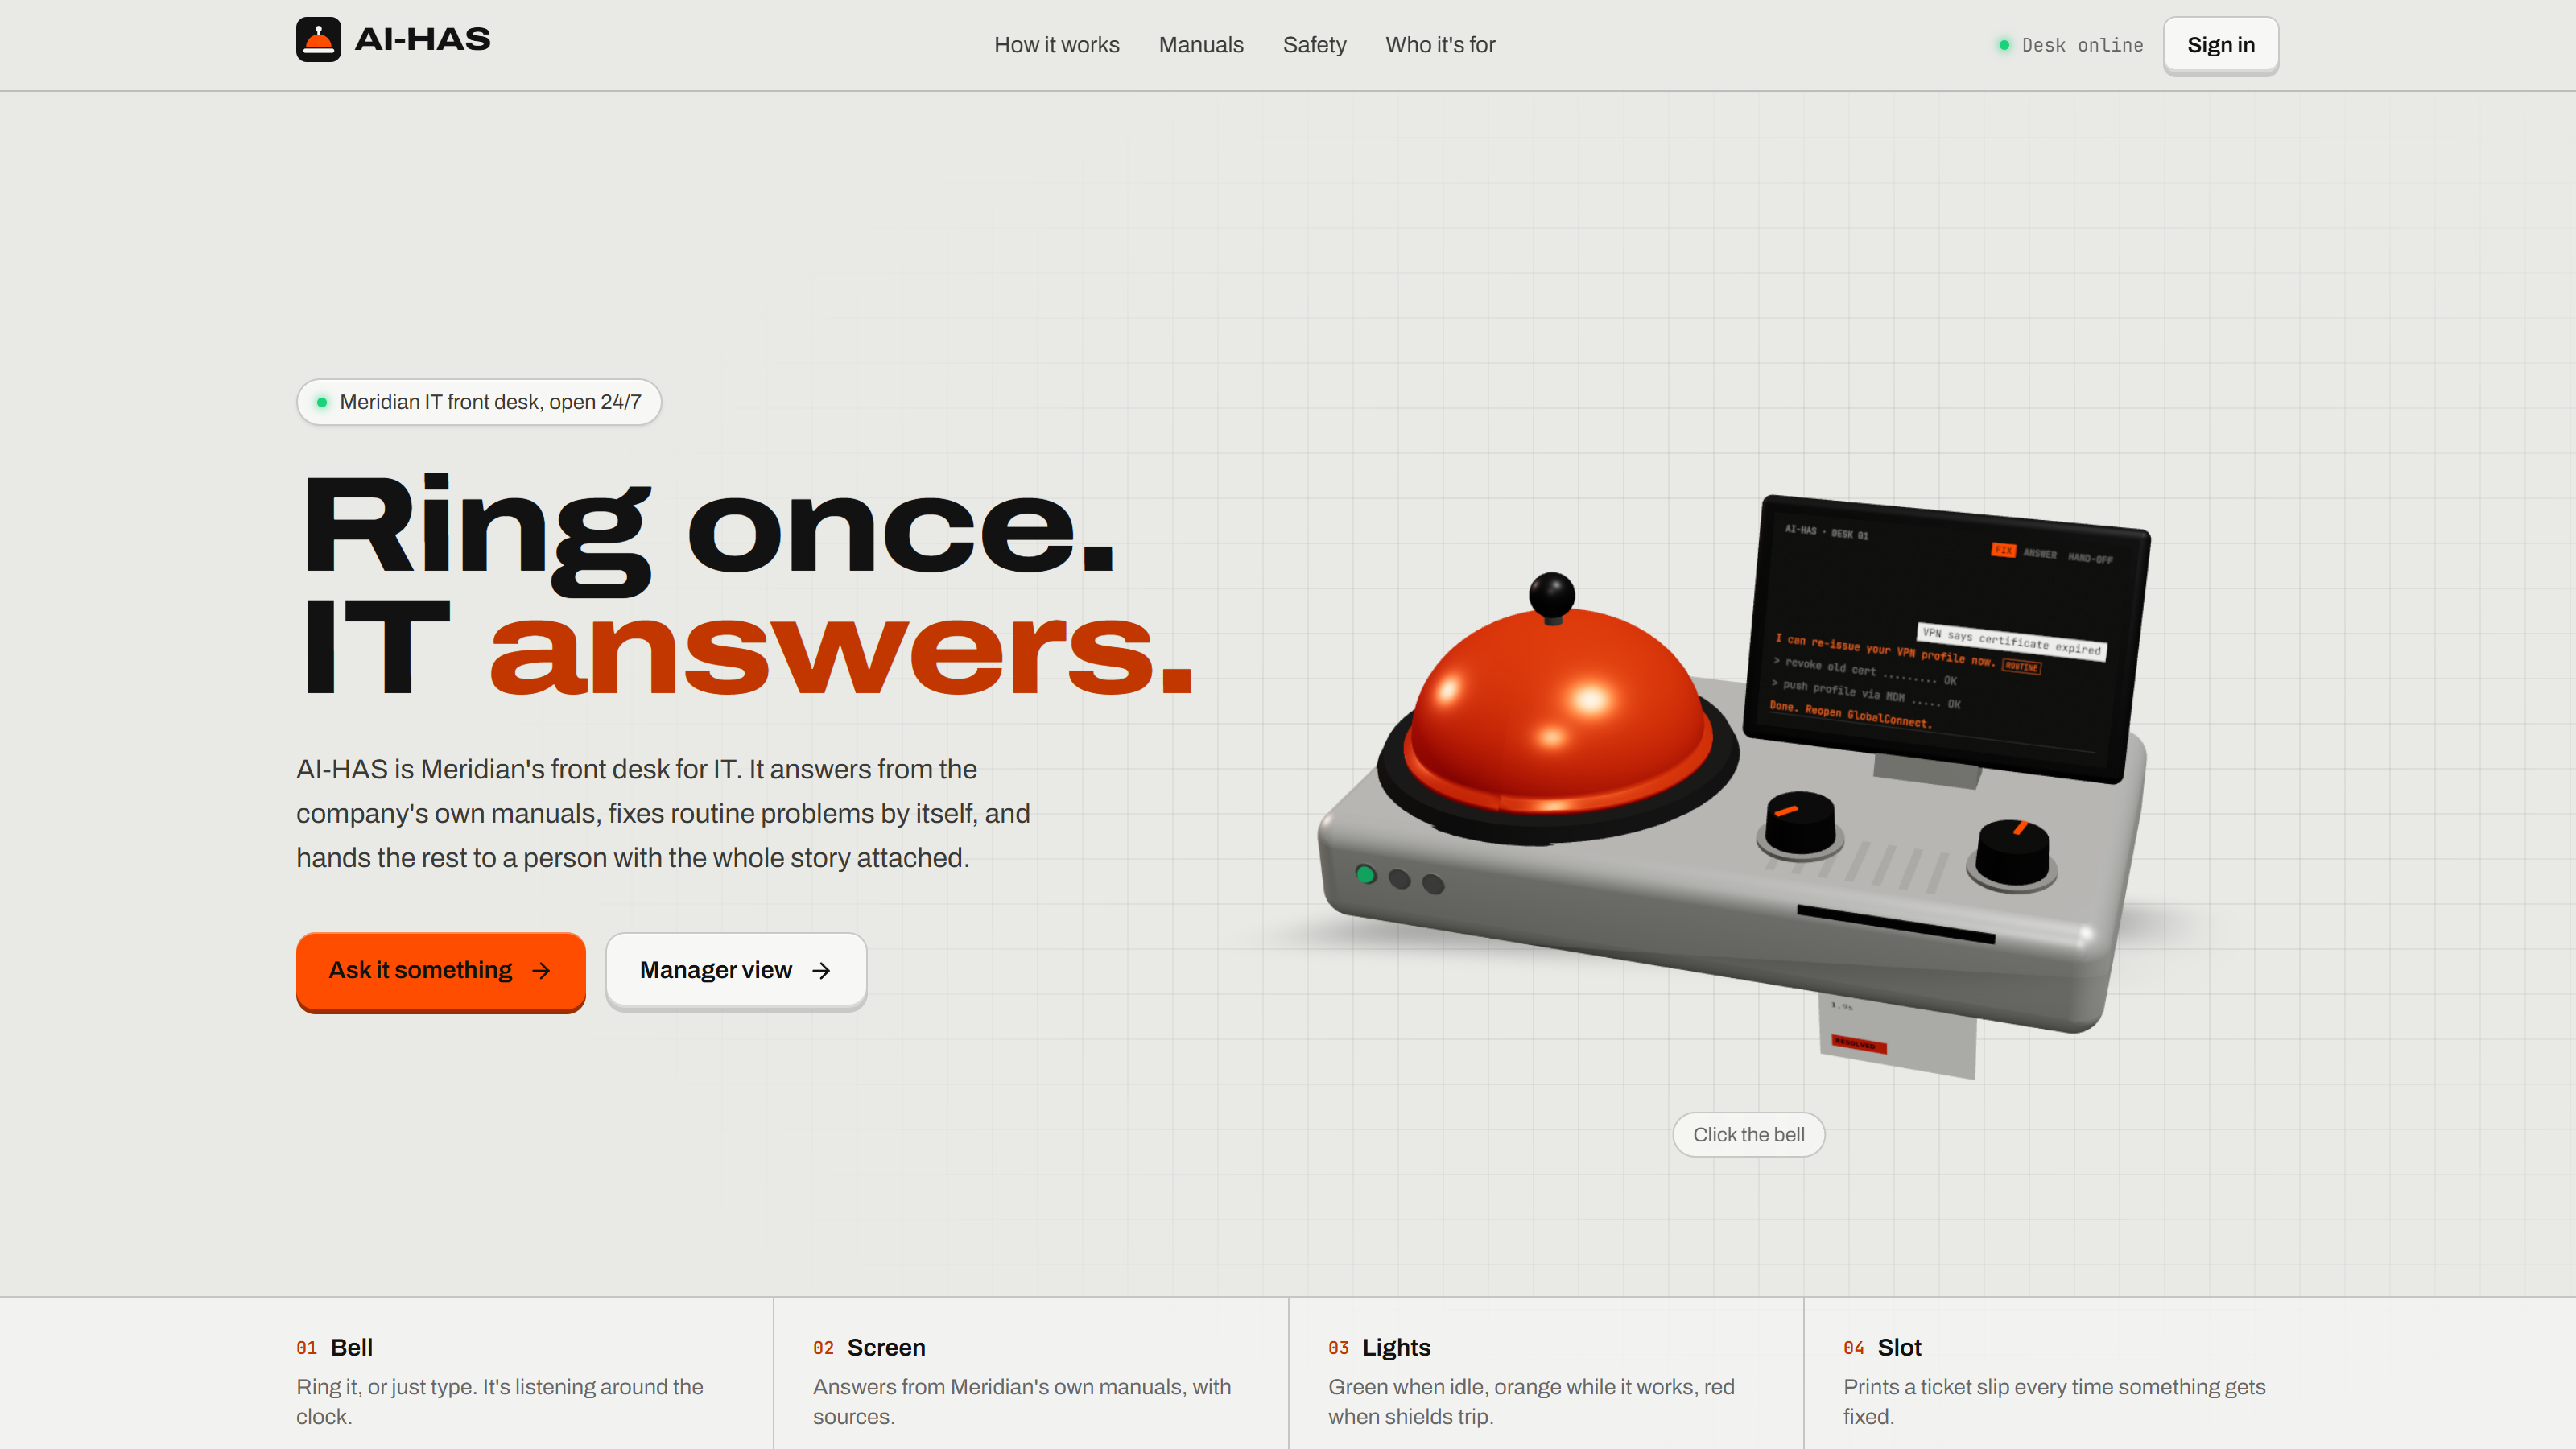 AI-HAS
How it works
Manuals
Safety
Who it's for
Desk online
Sign in
Meridian IT front desk, open 24/7
Ring once.
IT answers.
AI-HAS is Meridian's front desk for IT. It answers from the
company's own manuals, fixes routine problems by itself, and
hands the rest to a person with the whole story attached.
Ask it something
Manager view
AI-HAS · DESK 01
FIX ANSWER HAND-OFF
VPN says certificate expired
I can re-issue your VPN profile now. ROUTINE
> revoke old cert ......... OK
> push profile via MDM ..... OK
Done. Reopen GlobalConnect.
1.9s
RESOLVED
Click the bell
01 Bell
Ring it, or just type. It's listening around the
clock.
02 Screen
Answers from Meridian's own manuals, with
sources.
03 Lights
Green when idle, orange while it works, red
when shields trip.
04 Slot
Prints a ticket slip every time something gets
fixed.